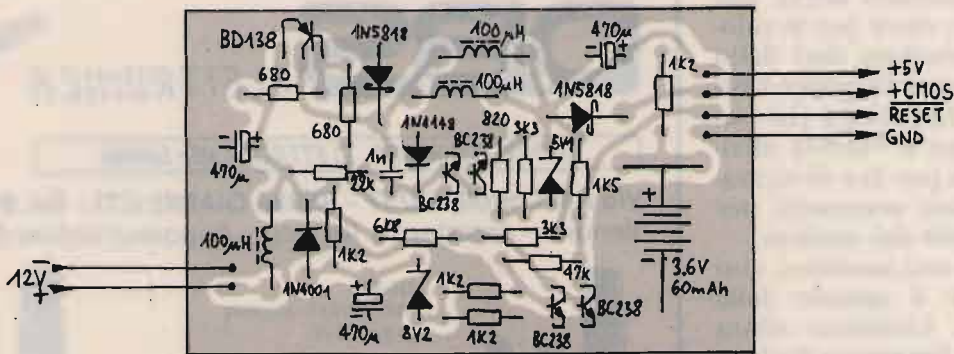 BD138
1N5818
100µH
470µ
+
1K2
+5V
+CMOS
RESET
GND
680
100µH
1N5818
680
1N4148
BC238
820
3K3
5V1
470µ
1n
22K
BC238
1K5
+
100µH
1K2
6K8
3K3
12V
−
+
1N4001
+
−
470µ
8V2
1K2
47K
1K2
BC238
BC238
−
3.6V
60mAh